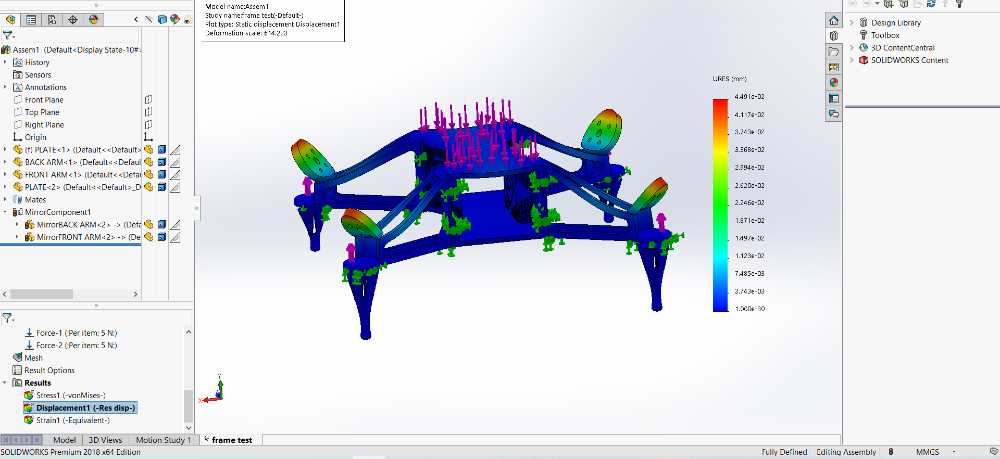 Model name:Assem1
Study name:frame test(-Default-)
Plot type: Static displacement Displacement1
Deformation scale: 614.223
Assem1 (Default<Display State-10#>
History
Sensors
Annotations
Front Plane
Top Plane
Right Plane
Origin
(f) PLATE<1> (Default<<Default>
BACK ARM<1> (Default<<Defaul
FRONT ARM<1> (Default<<Defau
PLATE<2> (Default<<Default>_D
Mates
MirrorComponent1
MirrorBACK ARM<2> -> (Defa
MirrorFRONT ARM<2> -> (De
Force-1 (:Per item: 5 N:)
Force-2 (:Per item: 5 N:)
Mesh
Result Options
Results
Stress1 (-vonMises-)
Displacement1 (-Res disp-)
Strain1 (-Equivalent-)
URES (mm)
4.491e-02
4.117e-02
3.743e-02
3.368e-02
2.994e-02
2.620e-02
2.246e-02
1.871e-02
1.497e-02
1.123e-02
7.485e-03
3.743e-03
1.000e-30
Y
Z
X
Design Library
Toolbox
3D ContentCentral
SOLIDWORKS Content
Model
3D Views
Motion Study 1
frame test
SOLIDWORKS Premium 2018 x64 Edition
Fully Defined
Editing Assembly
MMGS